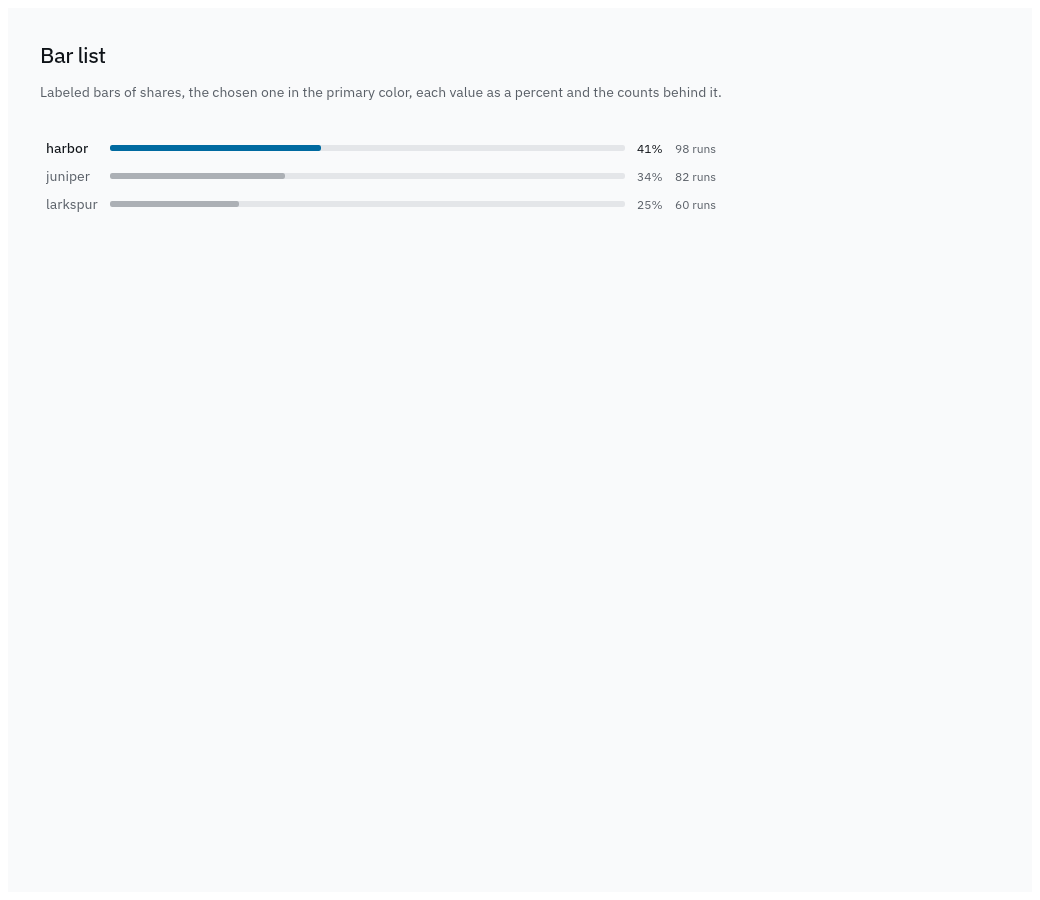 Bar list
Labeled bars of shares, the chosen one in the primary color, each value as a percent and the counts behind it.
harbor 41% 98 runs
juniper 34% 82 runs
larkspur 25% 60 runs